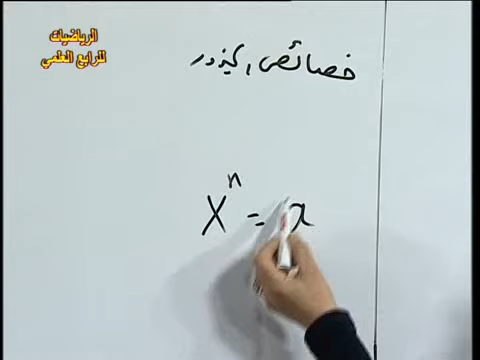 الرياضيات
للرابع العلمي
خصائص الجذور
x^n = a